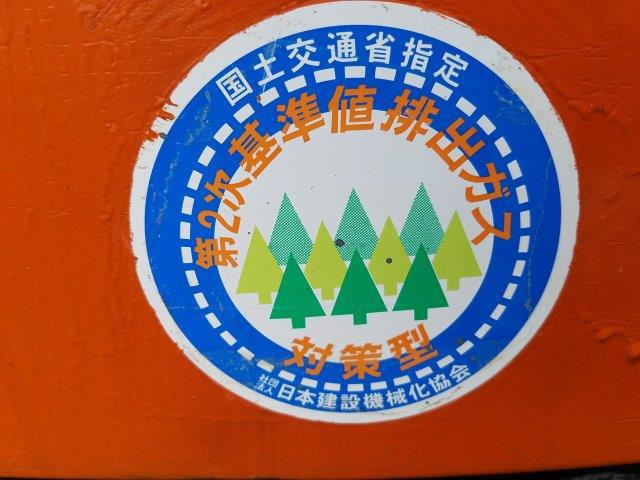 国土交通省指定
第2次基準値排出ガス
対策型
社団法人 日本建設機械化協会